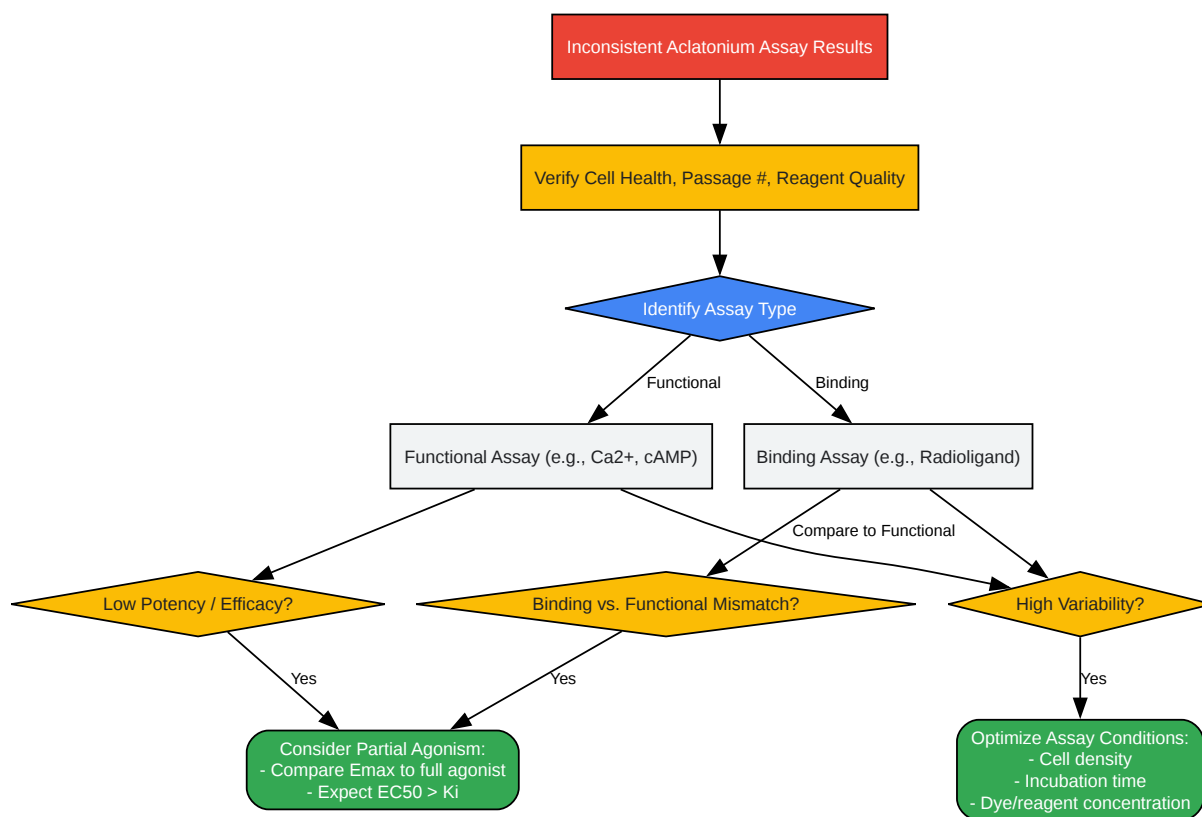 Inconsistent Aclatonium Assay Results
Verify Cell Health, Passage #, Reagent Quality
Identify Assay Type
Functional
Binding
Functional Assay (e.g., Ca2+, cAMP)
Binding Assay (e.g., Radioligand)
Compare to Functional
Low Potency / Efficacy?
Binding vs. Functional Mismatch?
High Variability?
Yes
Yes
Yes
Consider Partial Agonism:
- Compare Emax to full agonist
- Expect EC50 > Ki
Optimize Assay Conditions:
- Cell density
- Incubation time
- Dye/reagent concentration